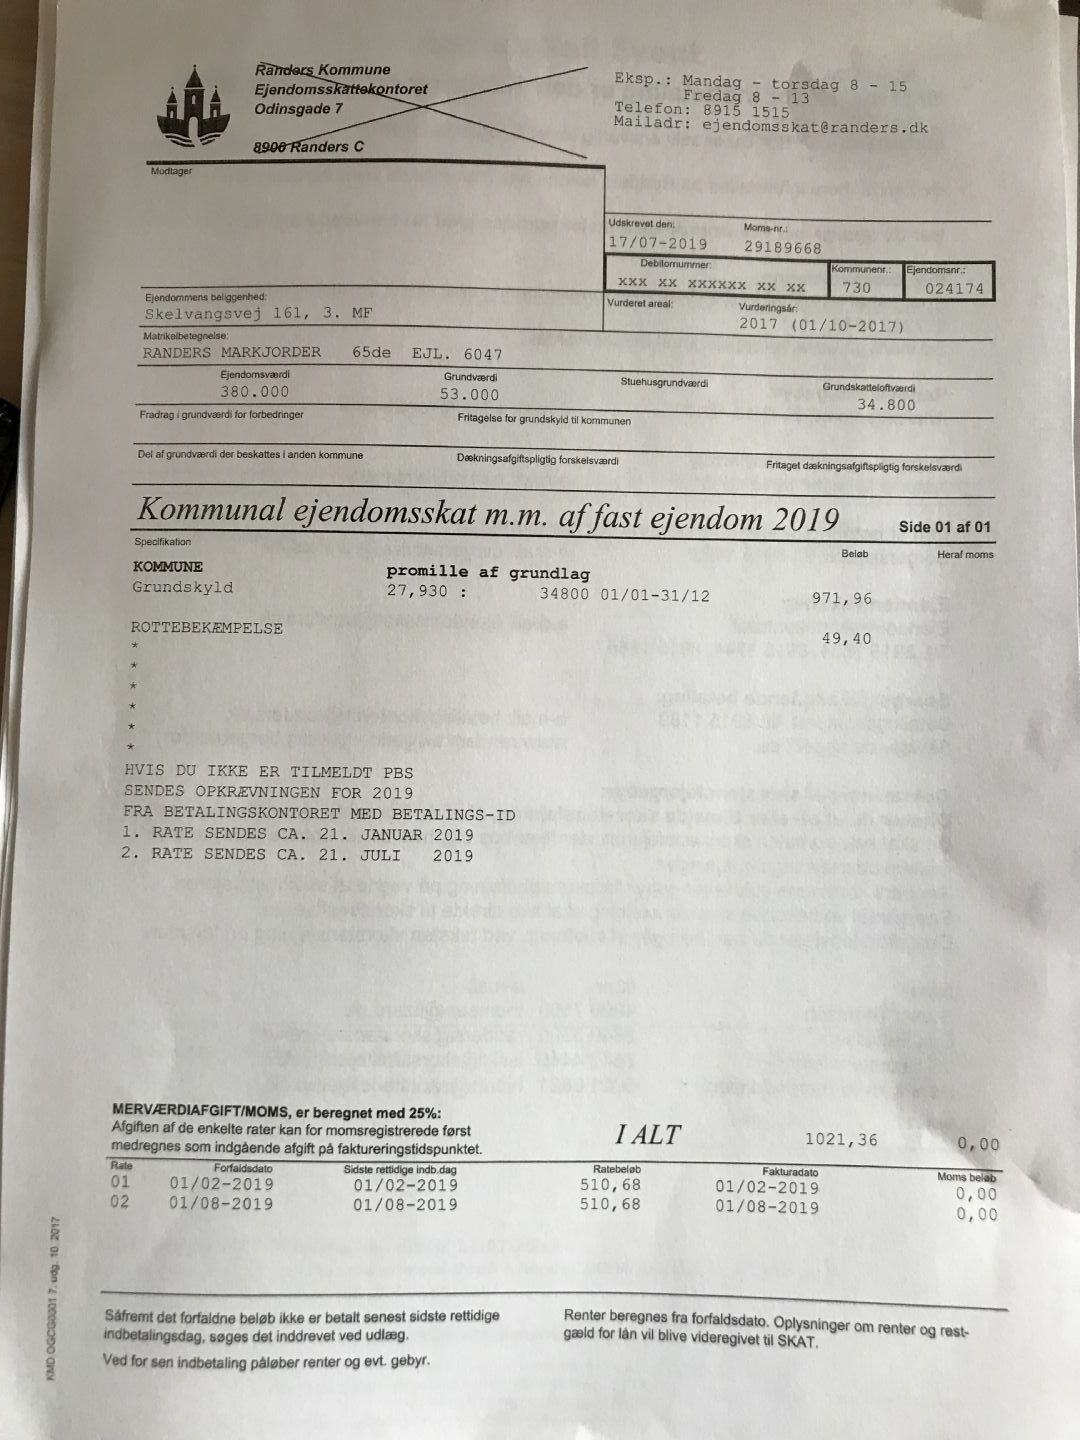 Randers Kommune
Ejendomsskattekontoret
Odinsgade 7
8900 Randers C
Eksp.: Mandag - torsdag 8 - 15
Fredag 8 - 13
Telefon: 8915 1515
Mailadr: ejendomsskat@randers.dk
Modtager
Udskrevet den: Moms-nr.:
17/07-2019 29189668
Debitornummer: Kommunenr.: Ejendomsnr.:
xxx xx xxxxxx xx xx 730 024174
Ejendommens beliggenhed: Vurderet areal: Vurderingsår:
Skelvangsvej 161, 3. MF 2017 (01/10-2017)
Matrikelbetegnelse:
RANDERS MARKJORDER 65de EJL. 6047
Ejendomsværdi Grundværdi Stuehusgrundværdi Grundskatteloftværdi
380.000 53.000 34.800
Fradrag i grundværdi for forbedringer Fritagelse for grundskyld til kommunen
Del af grundværdi der beskattes i anden kommune Dækningsafgiftspligtig forskelsværdi Fritaget dækningsafgiftspligtig forskelsværdi
Kommunal ejendomsskat m.m. af fast ejendom 2019 Side 01 af 01
Specifikation Beløb Heraf moms
KOMMUNE promille af grundlag
Grundskyld 27,930 : 34800 01/01-31/12 971,96
ROTTEBEKÆMPELSE 49,40
*
*
*
*
*
*
HVIS DU IKKE ER TILMELDT PBS
SENDES OPKRÆVNINGEN FOR 2019
FRA BETALINGSKONTORET MED BETALINGS-ID
1. RATE SENDES CA. 21. JANUAR 2019
2. RATE SENDES CA. 21. JULI 2019
MERVÆRDIAFGIFT/MOMS, er beregnet med 25%:
Afgiften af de enkelte rater kan for momsregistrerede først
medregnes som indgående afgift på faktureringstidspunktet.
I ALT 1021,36 0,00
Rate Forfaldsdato Sidste rettidige indb.dag Ratebeløb Fakturadato Moms beløb
01 01/02-2019 01/02-2019 510,68 01/02-2019 0,00
02 01/08-2019 01/08-2019 510,68 01/08-2019 0,00
Såfremt det forfaldne beløb ikke er betalt senest sidste rettidige
indbetalingsdag, søges det inddrevet ved udlæg.
Ved for sen indbetaling påløber renter og evt. gebyr.
Renter beregnes fra forfaldsdato. Oplysninger om renter og rest-
gæld for lån vil blive videregivet til SKAT.
KMD OGCIG0001 7. udg. 10. 2017